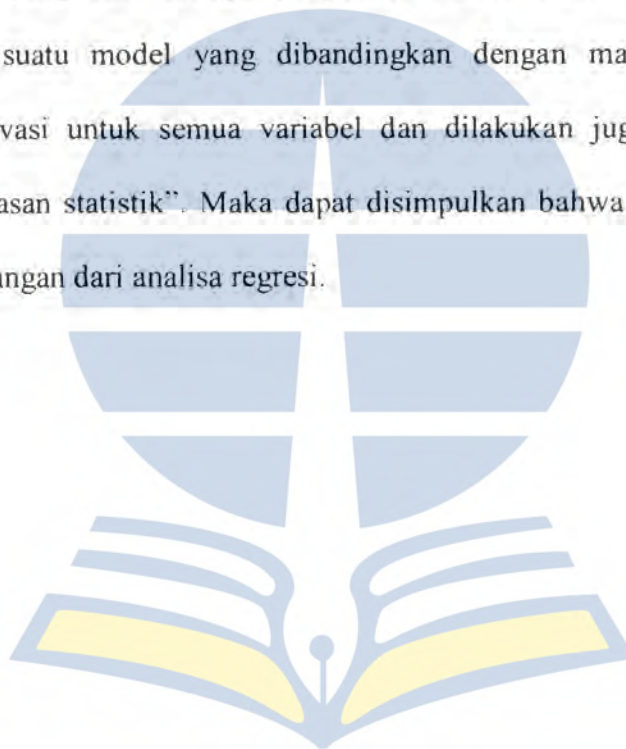 suatu model yang dibandingkan dengan ma
vasi untuk semua variabel dan dilakukan jug
asan statistik”. Maka dapat disimpulkan bahwa
ngan dari analisa regresi.